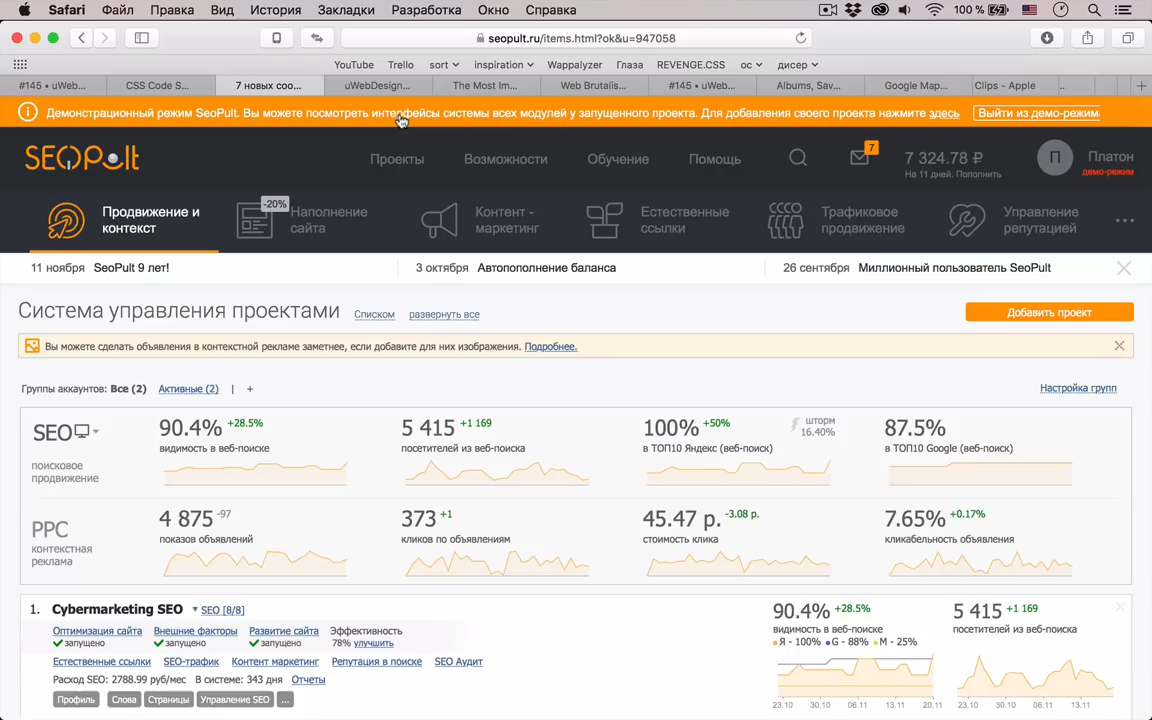 Safari Файл Правка Вид История Закладки Разработка Окно Справка 100 %
seopult.ru/items.html?ok&u=947058
YouTube Trello sort inspiration Wappalyzer Глаза REVENGE.CSS ос дисер
#145 • uWeb... CSS Code S... 7 новых соо... uWebDesign... The Most Im... Web Brutalis... #145 • uWeb... Albums, Sav... Google Map... Clips - Apple
Демонстрационный режим SeoPult. Вы можете посмотреть интерфейсы системы всех модулей у запущенного проекта. Для добавления своего проекта нажмите здесь Выйти из демо-режима
SEOPult Проекты Возможности Обучение Помощь 7 7 324.78 ₽ П Платон
На 11 дней. Пополнить демо-режим
Продвижение и контекст
-20%
Наполнение сайта
Контент - маркетинг
Естественные ссылки
Трафиковое продвижение
Управление репутацией
11 ноября SeoPult 9 лет! 3 октября Автопополнение баланса 26 сентября Миллионный пользователь SeoPult
Система управления проектами Списком развернуть все Добавить проект
Вы можете сделать объявления в контекстной рекламе заметнее, если добавите для них изображения. Подробнее.
Группы аккаунтов: Все (2) Активные (2) | + Настройка групп
SEO 90.4% +28.5% 5 415 +1 169 100% +50% шторм 16.40% 87.5%
поисковое продвижение видимость в веб-поиске посетителей из веб-поиска в ТОП10 Яндекс (веб-поиск) в ТОП10 Google (веб-поиск)
PPC 4 875 -97 373 +1 45.47 р. -3.08 р. 7.65% +0.17%
контекстная реклама показов объявлений кликов по объявлениям стоимость клика кликабельность объявления
1. Cybermarketing SEO SEO [8/8] 90.4% +28.5% 5 415 +1 169
Оптимизация сайта Внешние факторы Развитие сайта Эффективность видимость в веб-поиске посетителей из веб-поиска
запущено запущено запущено 78% улучшить Я - 100% G - 88% М - 25%
Естественные ссылки SEO-трафик Контент маркетинг Репутация в поиске SEO Аудит
Расход SEO: 2788.99 руб/мес В системе: 343 дня Отчеты
Профиль Слова Страницы Управление SEO ...
23.10 30.10 06.11 13.11 20.11 23.10 30.10 06.11 13.11